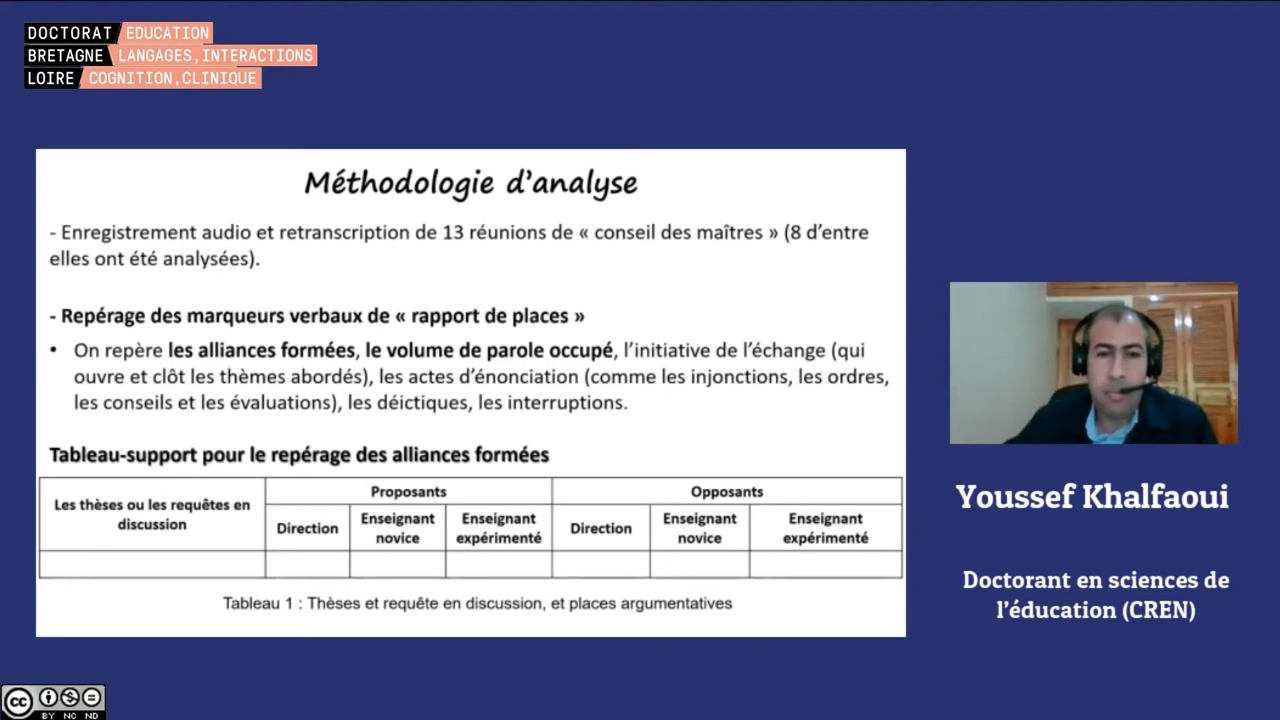 DOCTORAT / EDUCATION
BRETAGNE / LANGAGES,INTERACTIONS
LOIRE / COGNITION,CLINIQUE
Méthodologie d'analyse
- Enregistrement audio et retranscription de 13 réunions de « conseil des maîtres » (8 d'entre
elles ont été analysées).
- Repérage des marqueurs verbaux de « rapport de places »
• On repère les alliances formées, le volume de parole occupé, l'initiative de l'échange (qui
ouvre et clôt les thèmes abordés), les actes d'énonciation (comme les injonctions, les ordres,
les conseils et les évaluations), les déictiques, les interruptions.
Tableau-support pour le repérage des alliances formées
Les thèses ou les requêtes en
discussion
Proposants
Opposants
Direction
Enseignant
novice
Enseignant
expérimenté
Direction
Enseignant
novice
Enseignant
expérimenté
Tableau 1 : Thèses et requête en discussion, et places argumentatives
Youssef Khalfaoui
Doctorant en sciences de
l'éducation (CREN)
cc
BY NC ND